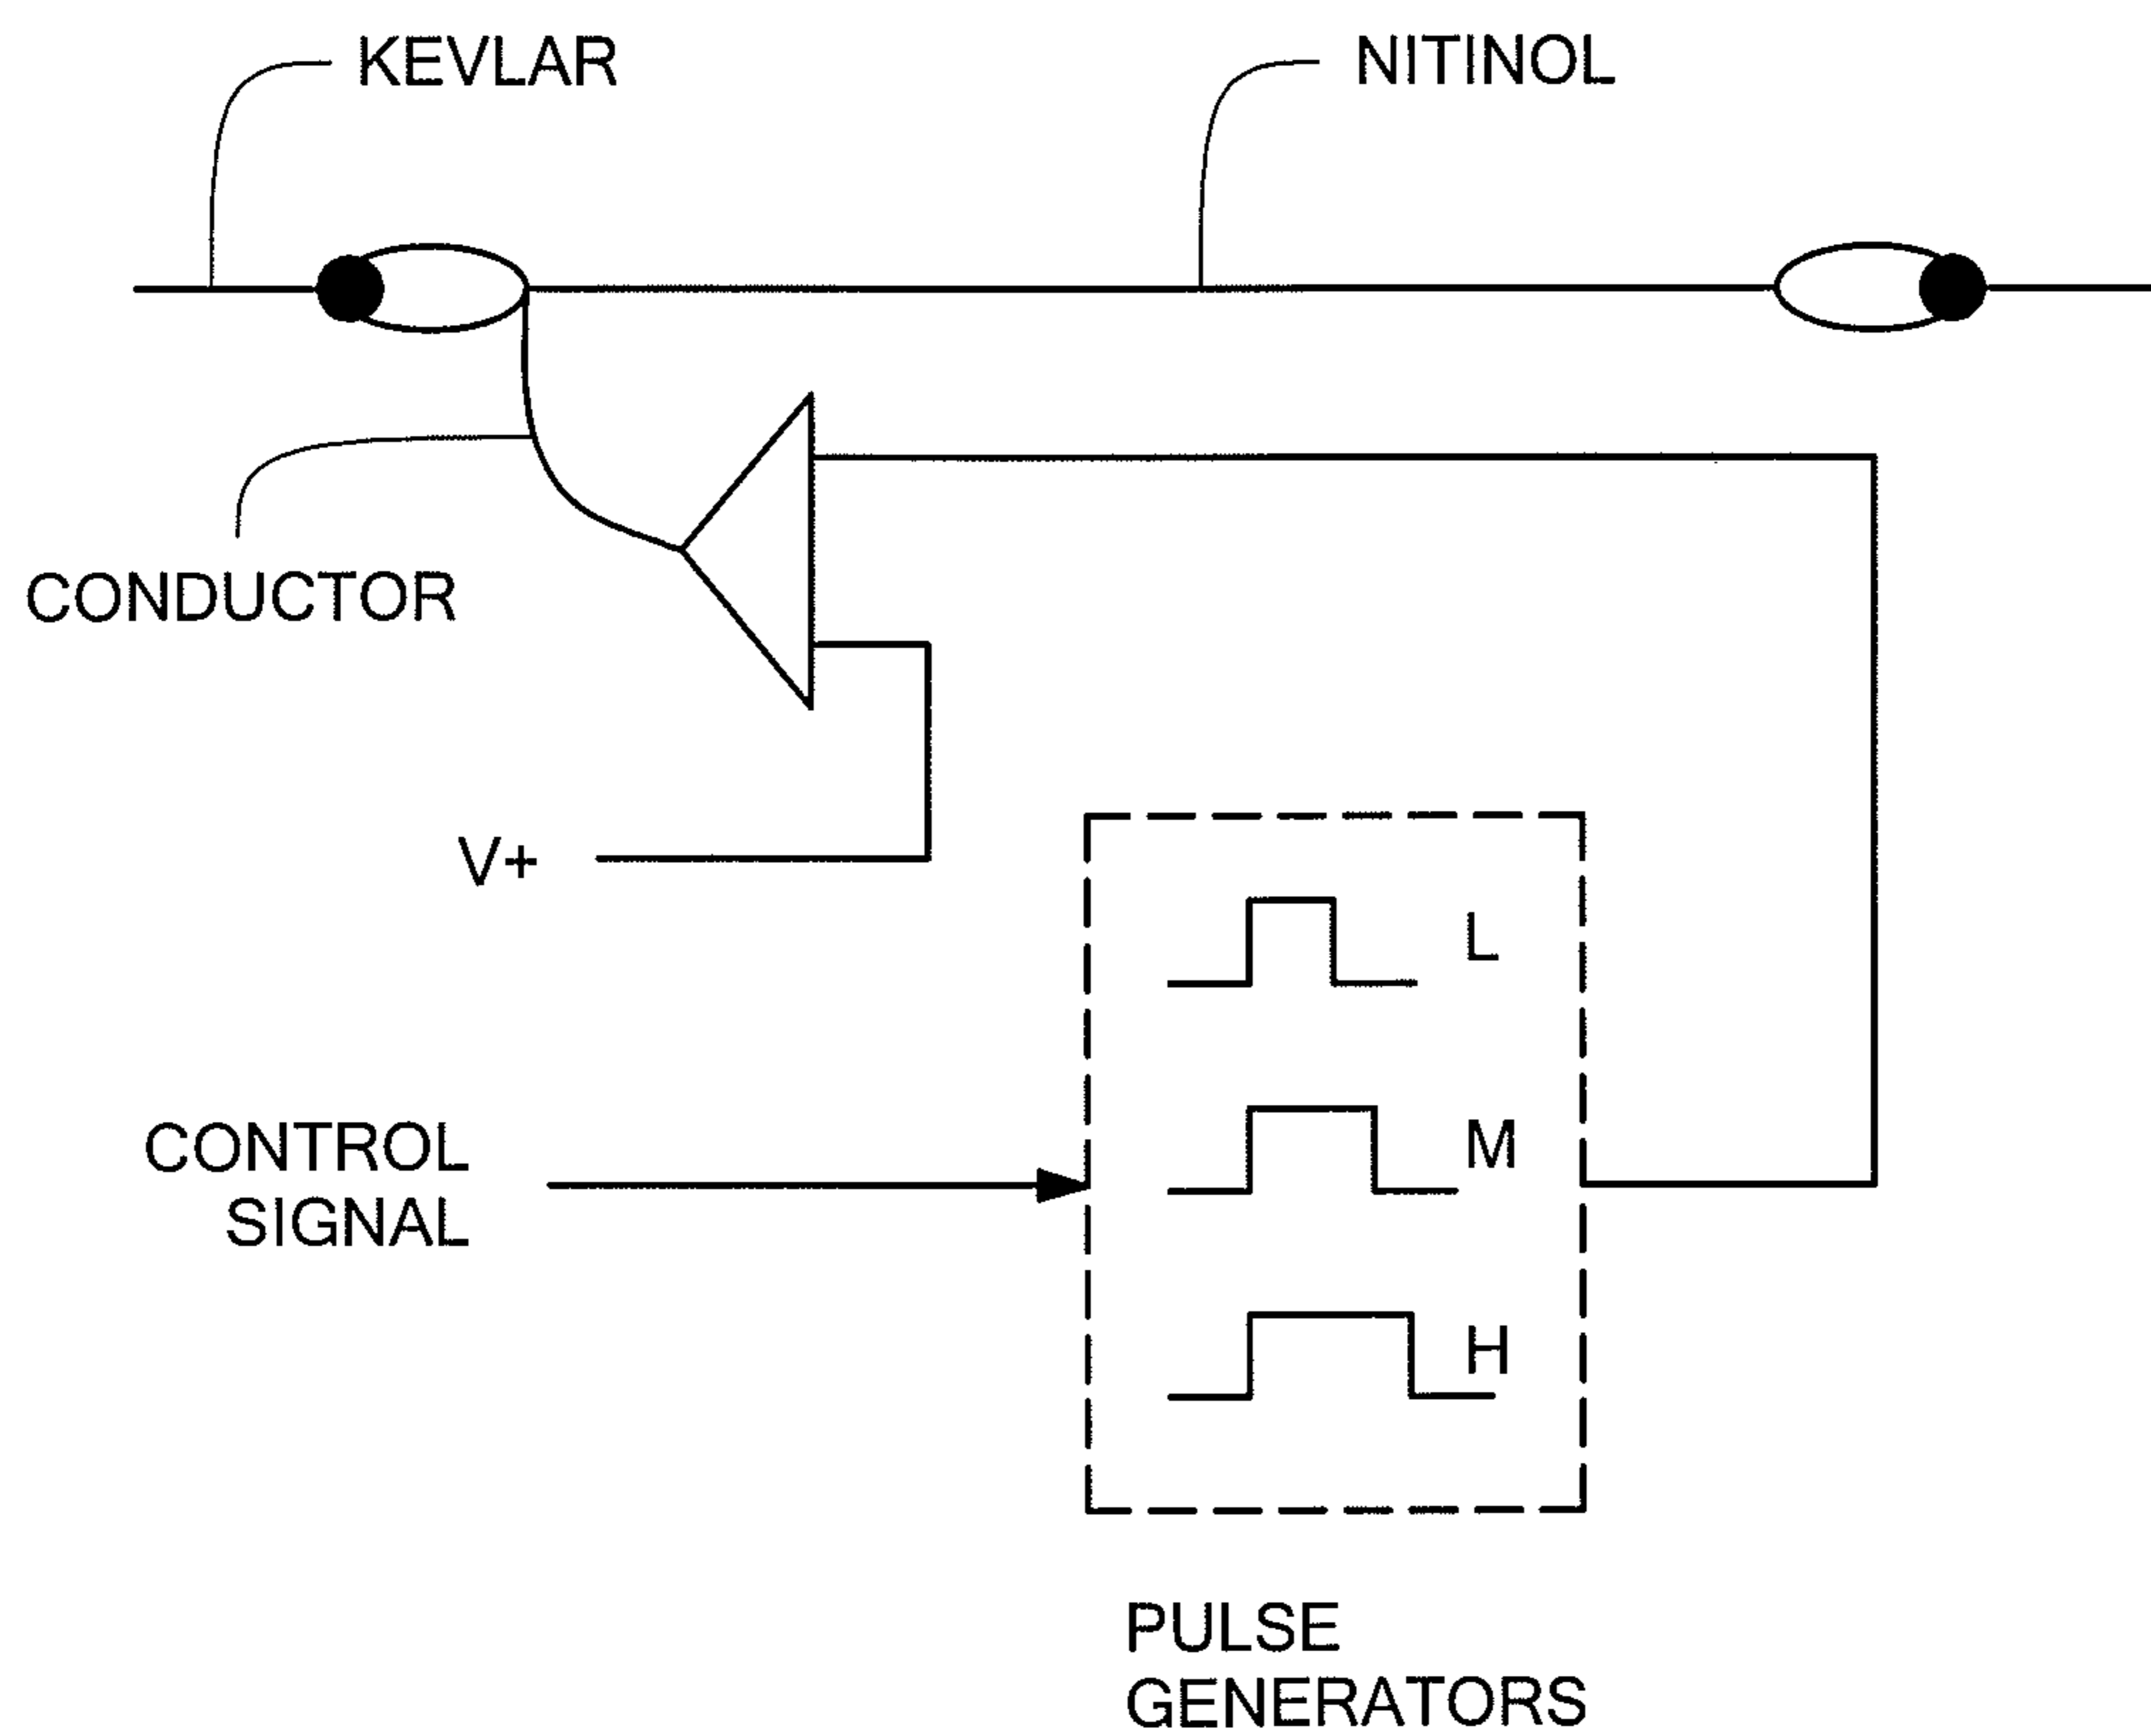 KEVLAR
NITINOL
CONDUCTOR
V+
L
CONTROL
SIGNAL
M
H
PULSE
GENERATORS